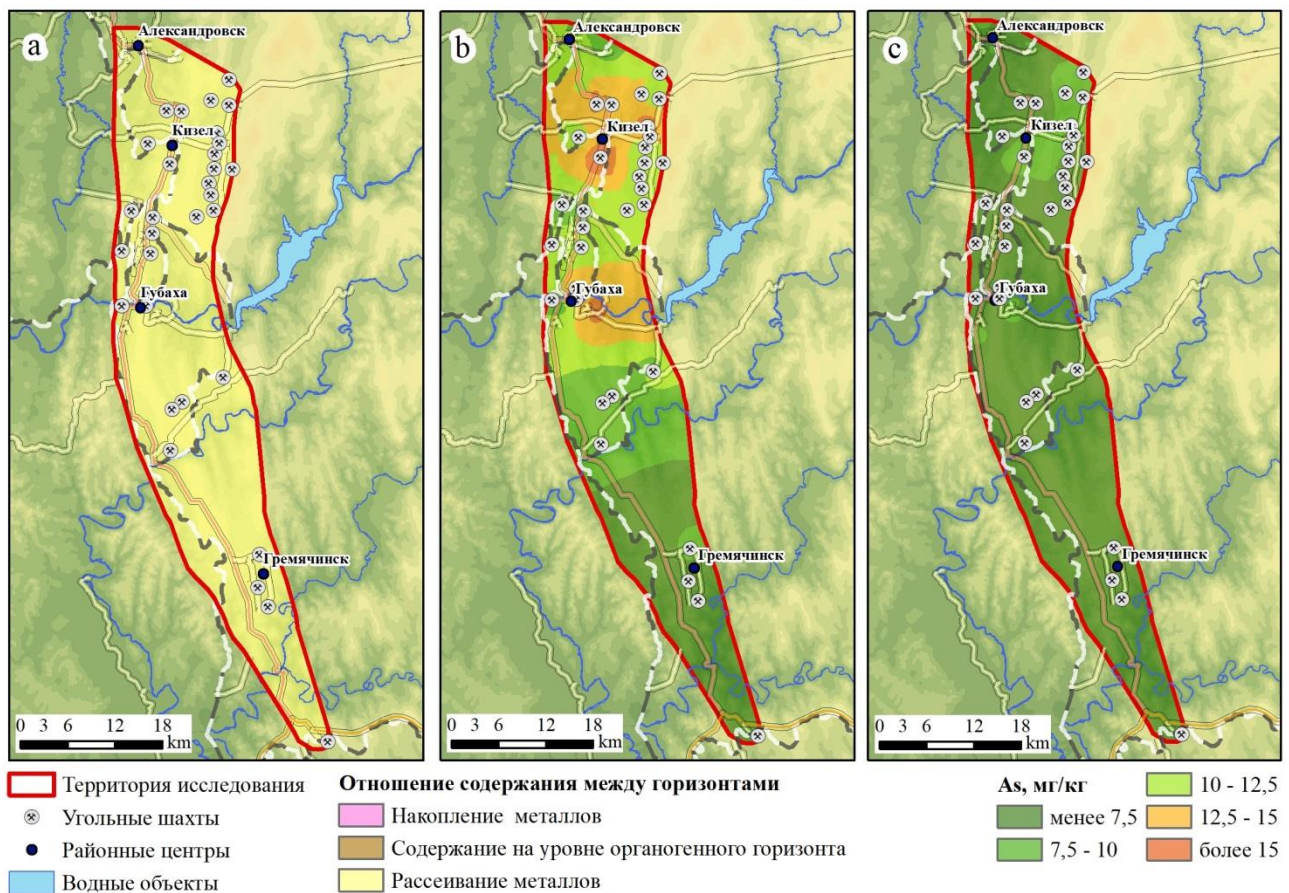 a
Александровск
Кизел
Губаха
Гремячинск
0 3 6 12 18
km
b
Александровск
Кизел
Губаха
Гремячинск
0 3 6 12 18
km
c
Александровск
Кизел
Губаха
Гремячинск
0 3 6 12 18
km
Территория исследования
Угольные шахты
Районные центры
Водные объекты
Отношение содержания между горизонтами
Накопление металлов
Содержание на уровне органогенного горизонта
Рассеивание металлов
As, мг/кг
менее 7,5
7,5 - 10
10 - 12,5
12,5 - 15
более 15